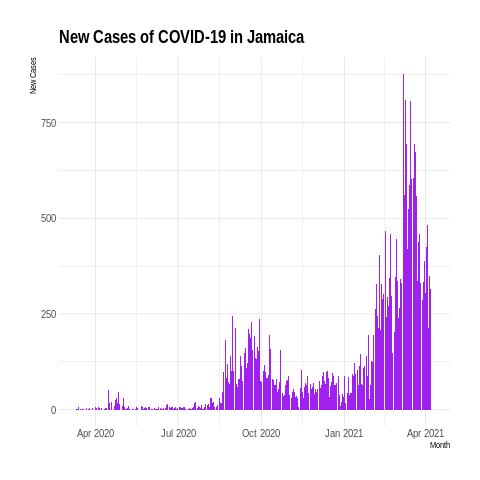 New Cases of COVID-19 in Jamaica
New Cases
750
500
250
0
Apr 2020 Jul 2020 Oct 2020 Jan 2021 Apr 2021
Month